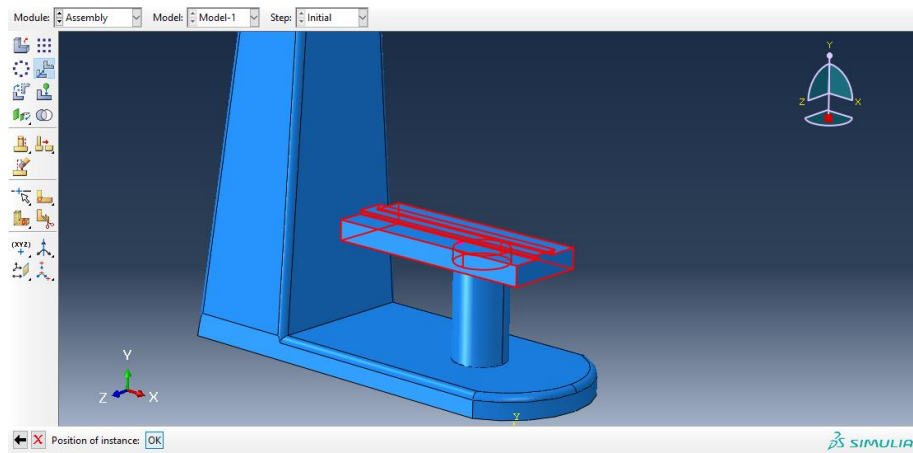 Module: Assembly Model: Model-1 Step: Initial
Y
Z X
(XYZ)
Y
Z X
Y
Position of instance: OK
SIMULIA